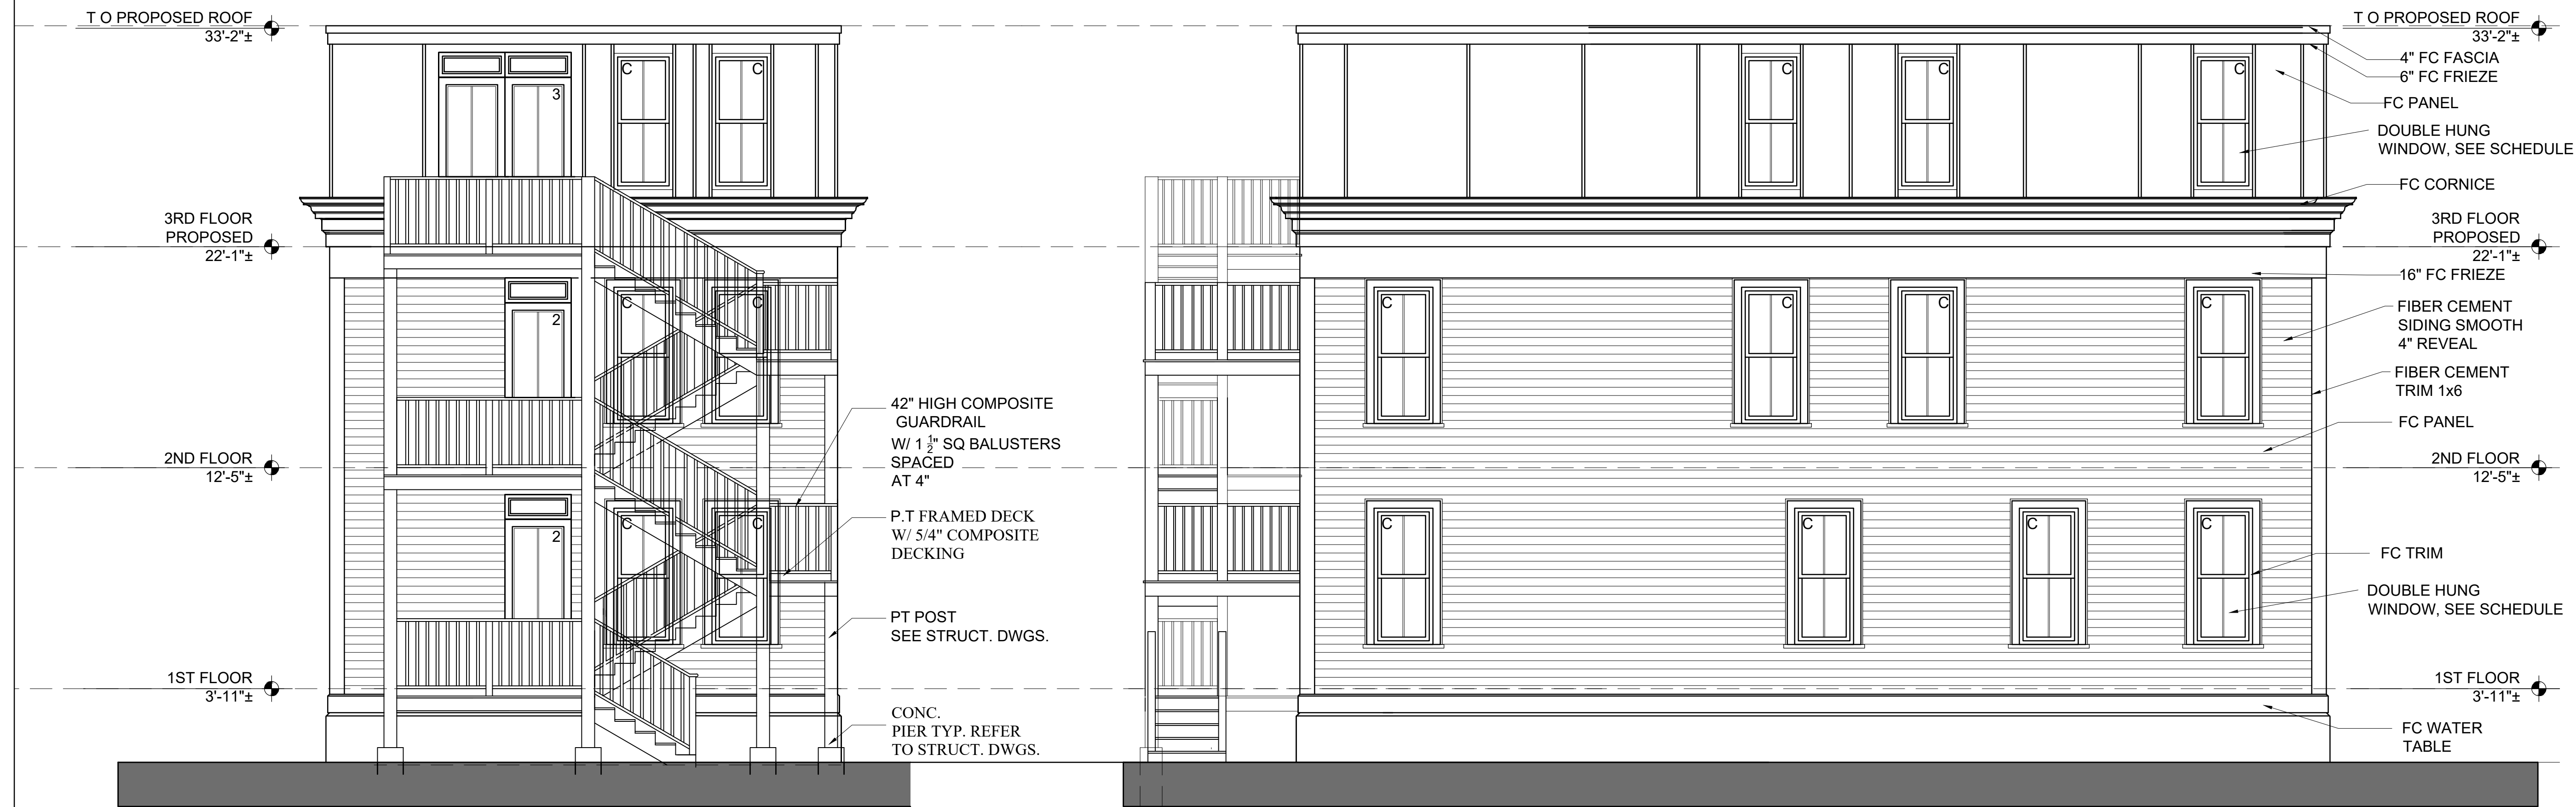 T O PROPOSED ROOF
33'-2"±
3RD FLOOR
PROPOSED
22'-1"±
2ND FLOOR
12'-5"±
1ST FLOOR
3'-11"±
C
C
3
2
C
C
2
C
C
42" HIGH COMPOSITE
GUARDRAIL
W/ 1 1/2" SQ BALUSTERS
SPACED
AT 4"
P.T FRAMED DECK
W/ 5/4" COMPOSITE
DECKING
PT POST
SEE STRUCT. DWGS.
CONC.
PIER TYP. REFER
TO STRUCT. DWGS.
C
C
C
C
C
C
C
C
C
C
C
T O PROPOSED ROOF
33'-2"±
4" FC FASCIA
6" FC FRIEZE
FC PANEL
DOUBLE HUNG
WINDOW, SEE SCHEDULE
FC CORNICE
3RD FLOOR
PROPOSED
22'-1"±
16" FC FRIEZE
FIBER CEMENT
SIDING SMOOTH
4" REVEAL
FIBER CEMENT
TRIM 1x6
FC PANEL
2ND FLOOR
12'-5"±
FC TRIM
DOUBLE HUNG
WINDOW, SEE SCHEDULE
1ST FLOOR
3'-11"±
FC WATER
TABLE